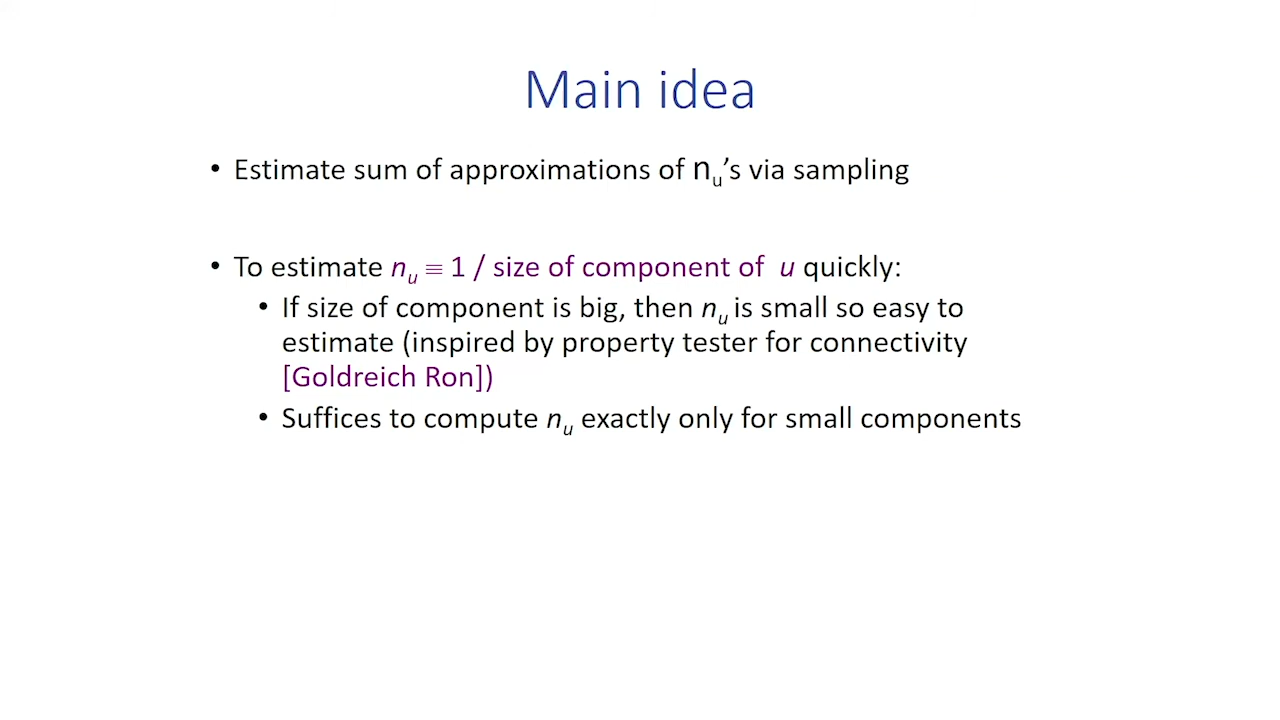 Main idea
• Estimate sum of approximations of nu's via sampling
• To estimate nu ≡ 1 / size of component of u quickly:
• If size of component is big, then nu is small so easy to
estimate (inspired by property tester for connectivity
[Goldreich Ron])
• Suffices to compute nu exactly only for small components